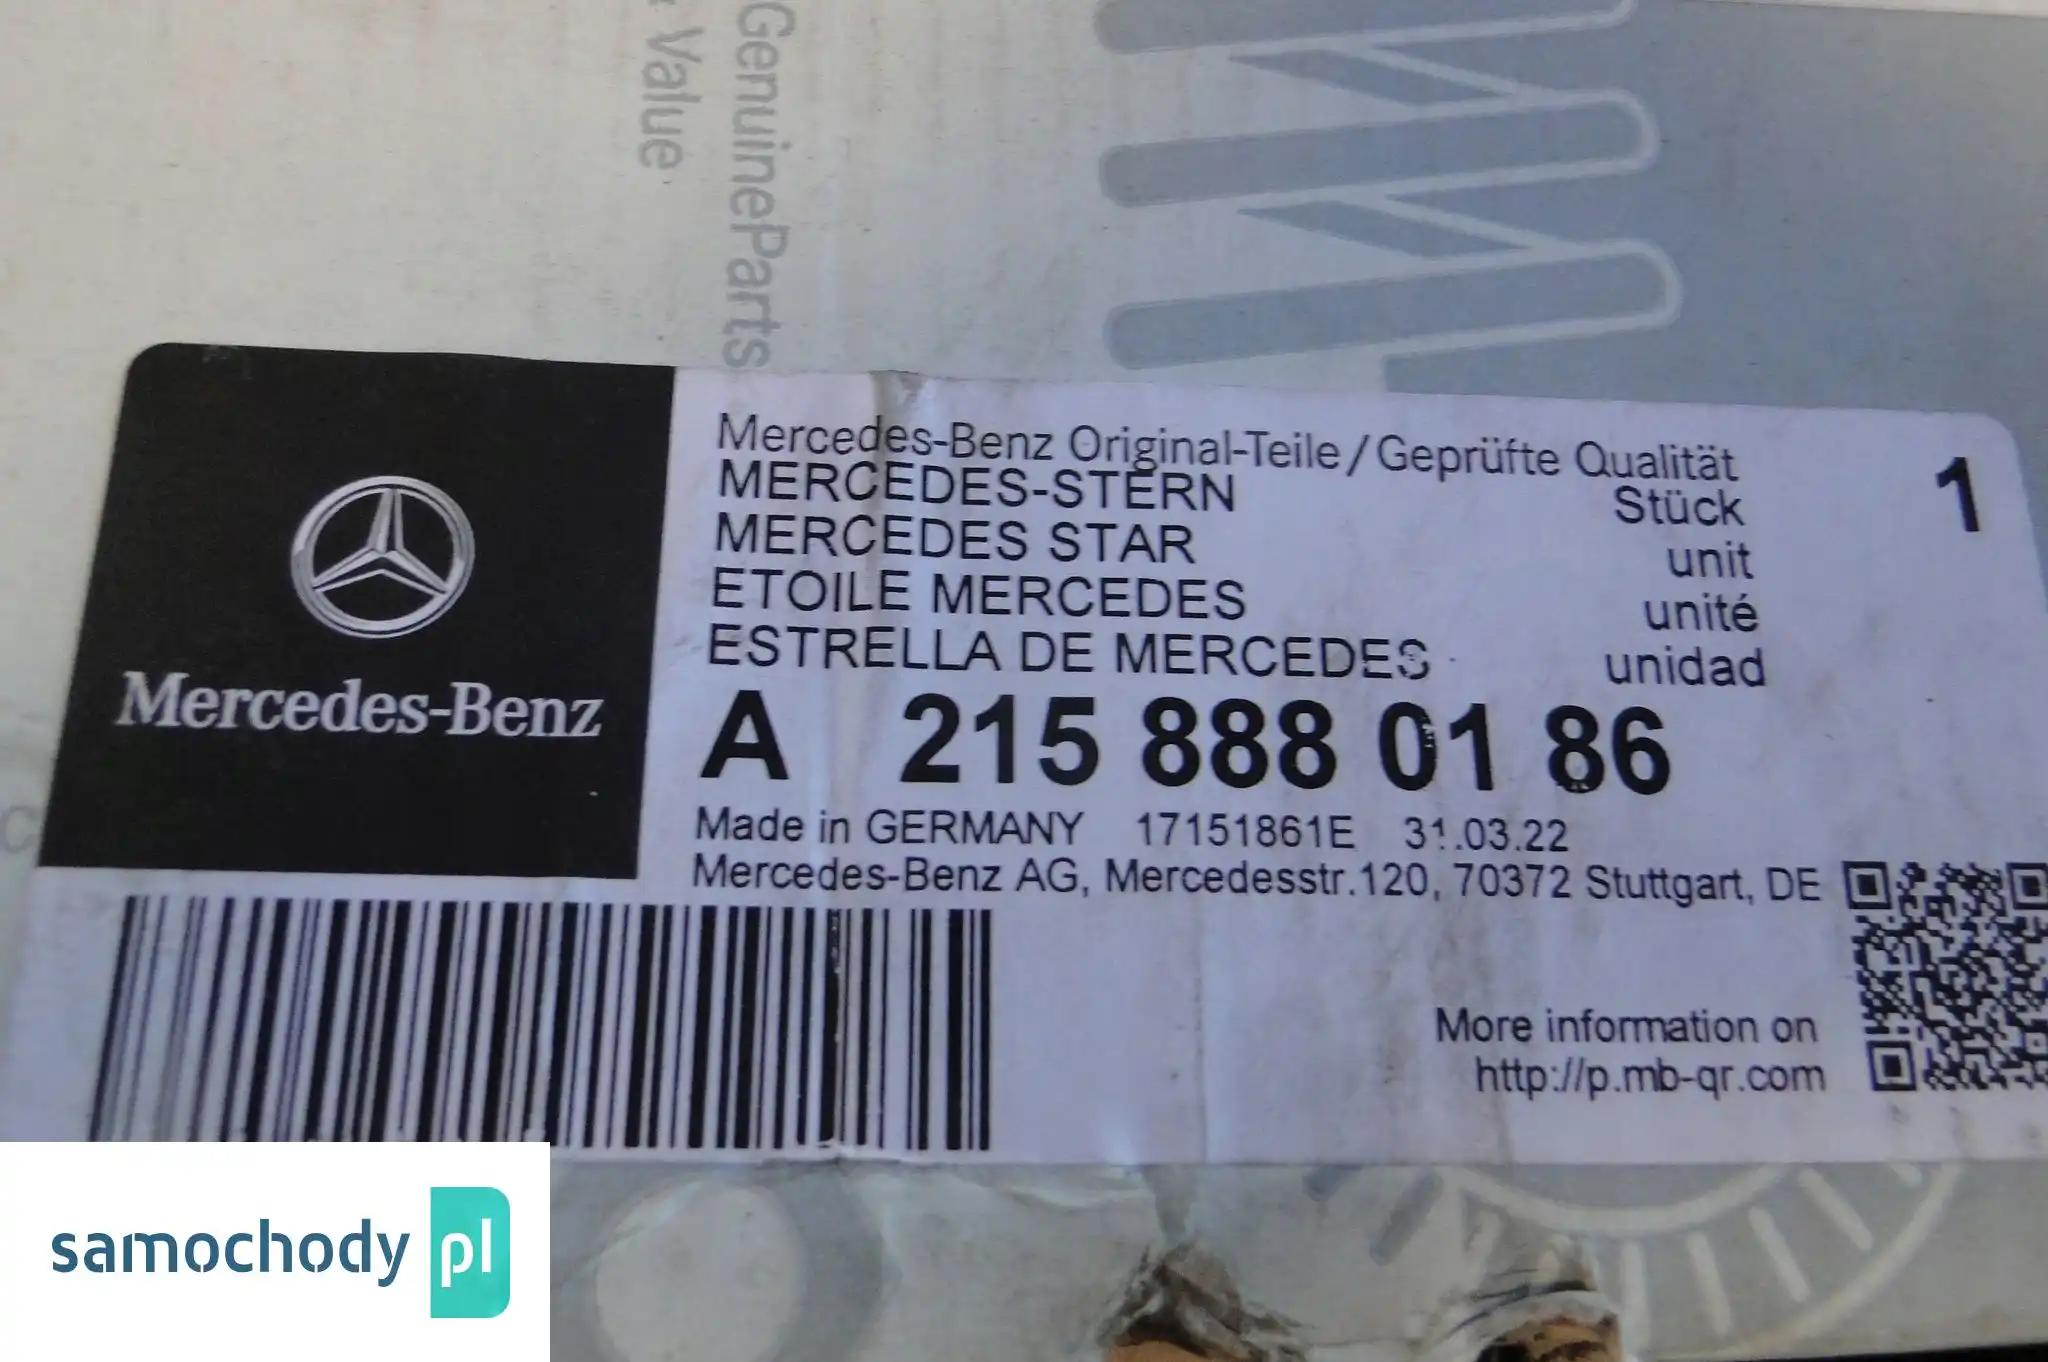 GenuineParts
& Value
Mercedes-Benz
Mercedes-Benz Original-Teile/Geprüfte Qualität
MERCEDES-STERN Stück 1
MERCEDES STAR unit
ETOILE MERCEDES unité
ESTRELLA DE MERCEDES unidad
A 215 888 01 86
Made in GERMANY 17151861E 31.03.22
Mercedes-Benz AG, Mercedesstr.120, 70372 Stuttgart, DE
More information on
http://p.mb-qr.com
samochody pl